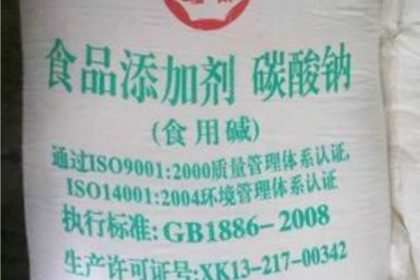 食品添加剂 碳酸钠
(食用碱)
通过ISO9001:2000质量管理体系认证,
ISO14001:2004环境管理体系认证
执行标准:GB1886-2008
生产许可证号:XK13-217-00342